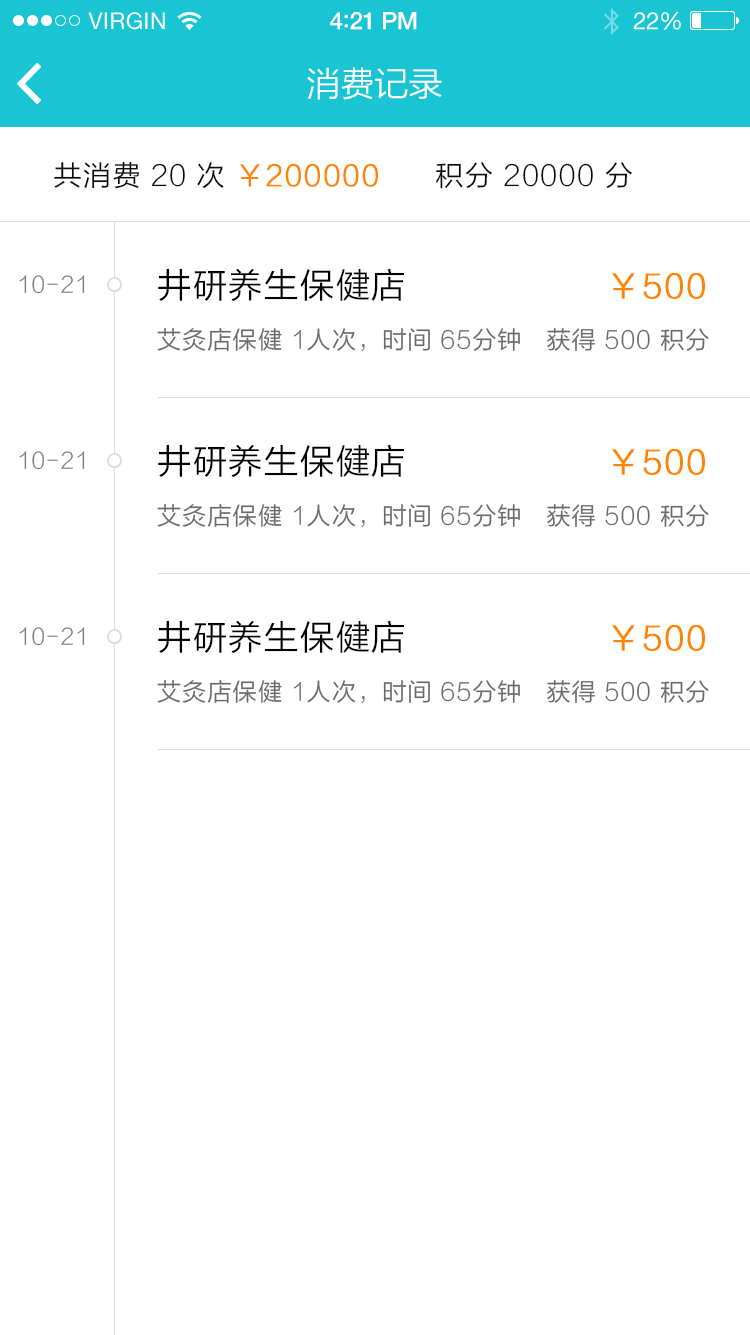 VIRGIN 4:21 PM 22%
消费记录
共消费 20 次 ￥200000 积分 20000 分
10-21 井研养生保健店 ￥500
艾灸店保健 1人次，时间 65分钟 获得 500 积分
10-21 井研养生保健店 ￥500
艾灸店保健 1人次，时间 65分钟 获得 500 积分
10-21 井研养生保健店 ￥500
艾灸店保健 1人次，时间 65分钟 获得 500 积分